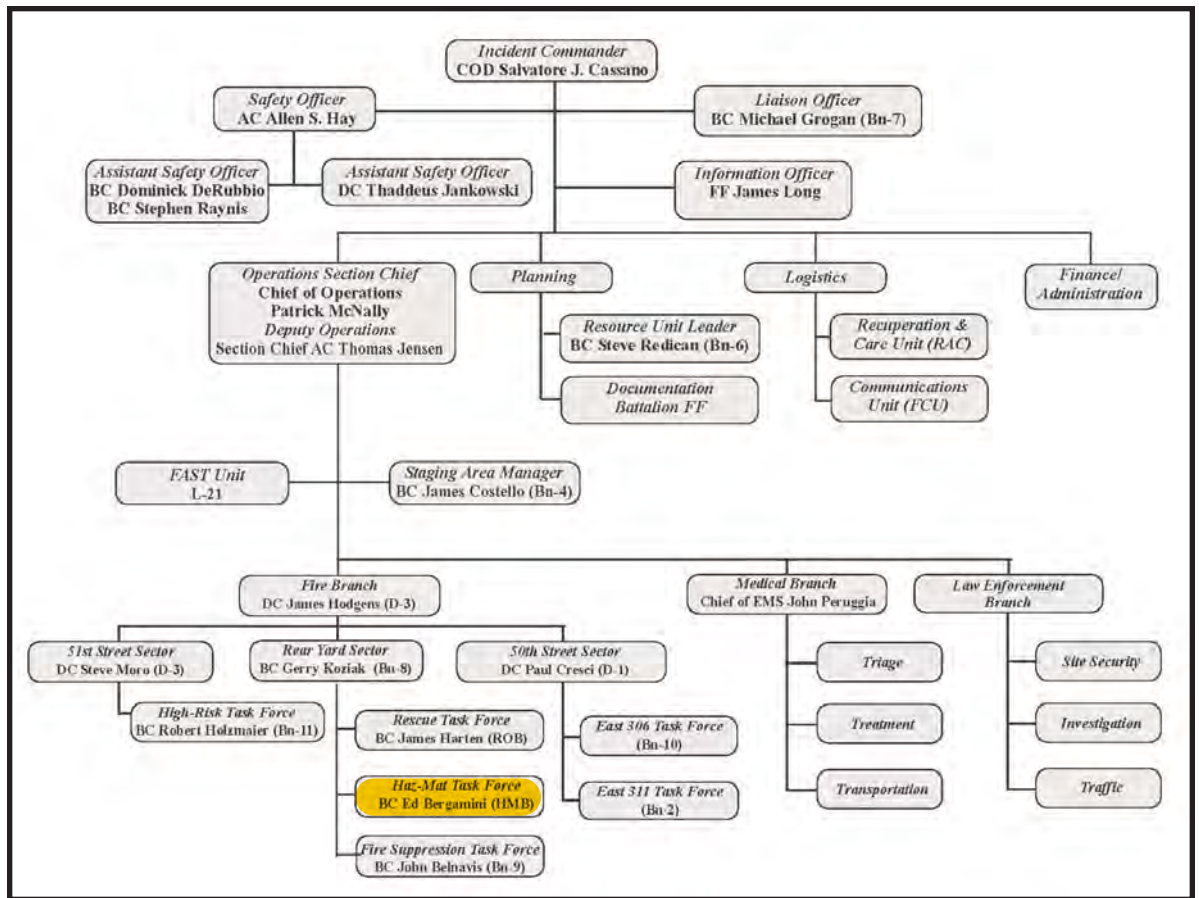 Incident Commander
COD Salvatore J. Cassano
Safety Officer
AC Allen S. Hay
Liaison Officer
BC Michael Grogan (Bn-7)
Assistant Safety Officer
BC Dominick DeRubbio
BC Stephen Raynis
Assistant Safety Officer
DC Thaddeus Jankowski
Information Officer
FF James Long
Operations Section Chief
Chief of Operations
Patrick McNally
Deputy Operations
Section Chief AC Thomas Jensen
Planning
Logistics
Finance/
Administration
Resource Unit Leader
BC Steve Redican (Bn-6)
Documentation
Battalion FF
Recuperation &
Care Unit (RAC)
Communications
Unit (FCU)
FAST Unit
L-21
Staging Area Manager
BC James Costello (Bn-4)
Fire Branch
DC James Hodgens (D-3)
Medical Branch
Chief of EMS John Peruggia
Law Enforcement
Branch
51st Street Sector
DC Steve Moro (D-3)
Rear Yard Sector
BC Gerry Koziak (Bn-8)
50th Street Sector
DC Paul Cresci (D-1)
High-Risk Task Force
BC Robert Holzmaier (Bn-11)
Rescue Task Force
BC James Harten (ROB)
Haz-Mat Task Force
BC Ed Bergamini (HMB)
Fire Suppression Task Force
BC John Belnavis (Bn-9)
East 306 Task Force
(Bn-10)
East 311 Task Force
(Bn-2)
Triage
Treatment
Transportation
Site Security
Investigation
Traffic